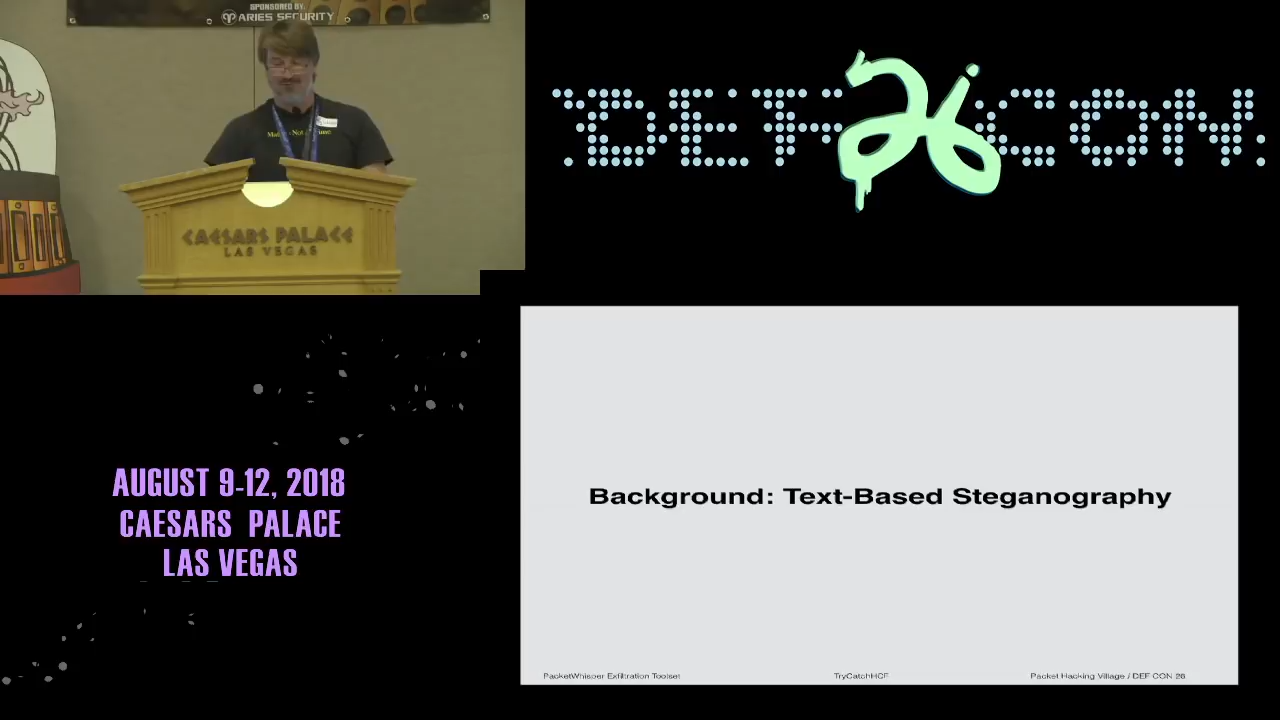 SPONSORED BY:
ARIES SECURITY
CAESARS PALACE
LAS VEGAS
DEF CON
26
AUGUST 9-12, 2018
CAESARS PALACE
LAS VEGAS
Background: Text-Based Steganography
PacketWhisper Exfiltration Toolset
TryCatchHCF
Packet Hacking Village / DEF CON 26